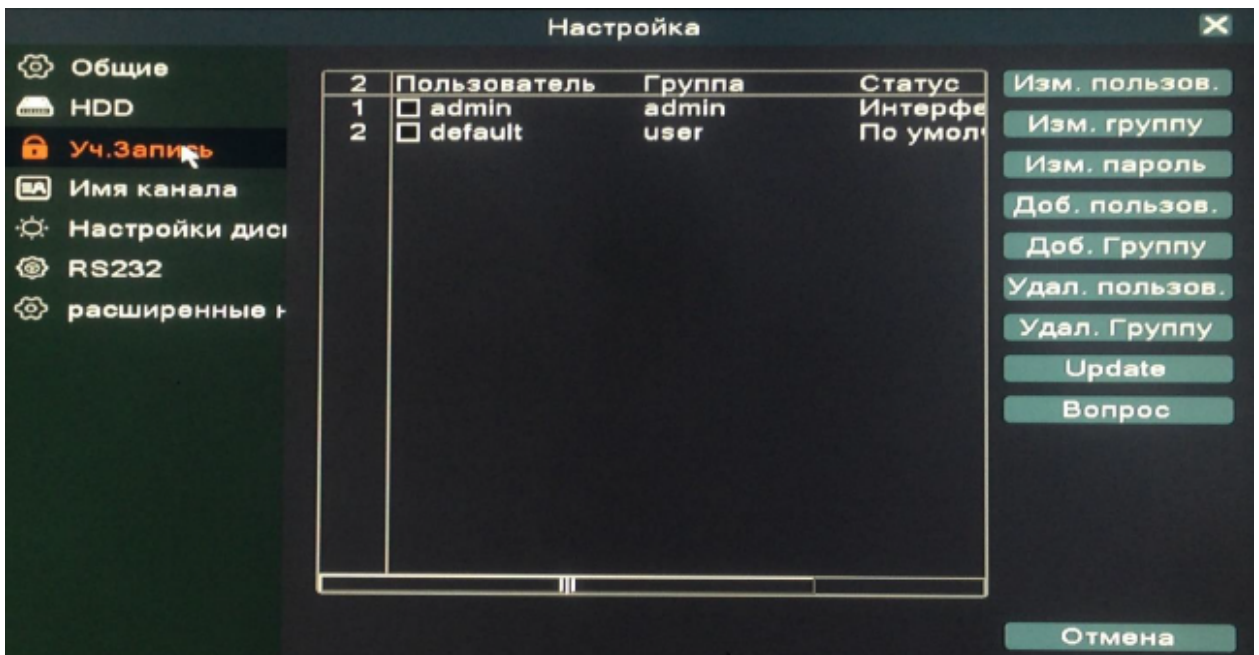 Настройка
Общие
HDD
Уч.Запись
Имя канала
Настройки дисн
RS232
расширенные н
2 Пользователь Группа Статус
1 admin admin Интерфе
2 default user По умолч
Изм. пользов.
Изм. группу
Изм. пароль
Доб. пользов.
Доб. Группу
Удал. пользов.
Удал. Группу
Update
Вопрос
Отмена